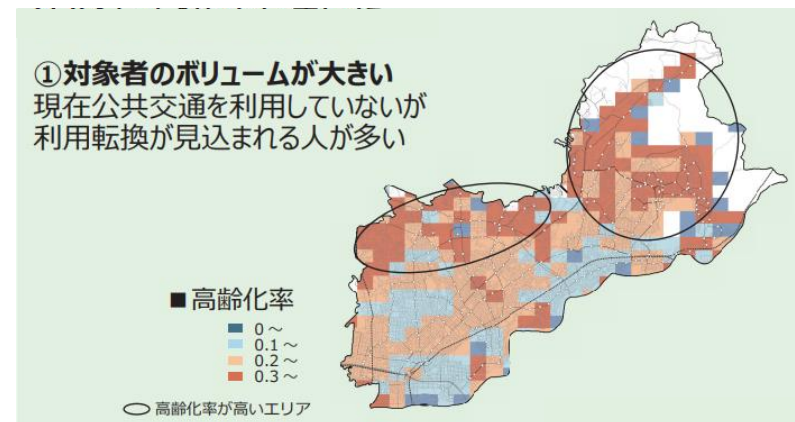 ①対象者のボリュームが大きい
現在公共交通を利用していないが
利用転換が見込まれる人が多い
■高齢化率
0～
0.1～
0.2～
0.3～
高齢化率が高いエリア